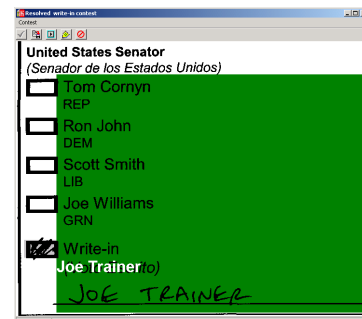 Resolved write-in contest
Contest
United States Senator
(Senador de los Estados Unidos)
Tom Cornyn
REP
Ron John
DEM
Scott Smith
LIB
Joe Williams
GRN
Write-in
Joe Trainer to)
JOE TRAINER